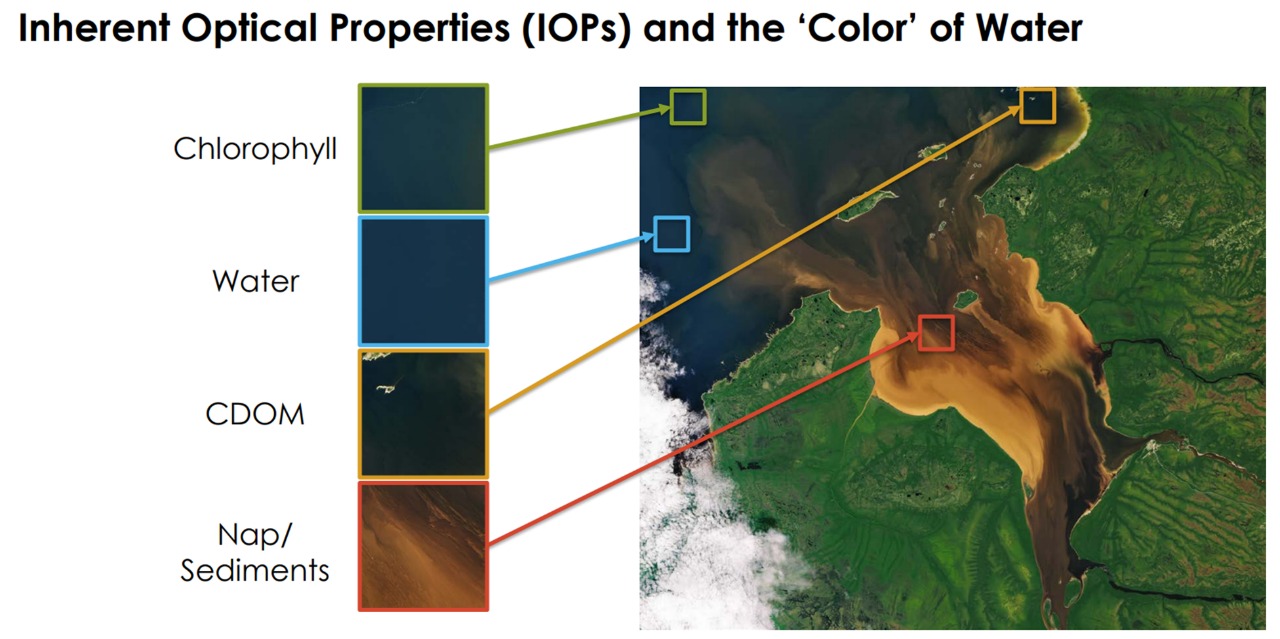 Inherent Optical Properties (IOPs) and the ‘Color’ of Water
Chlorophyll
Water
CDOM
Nap/
Sediments